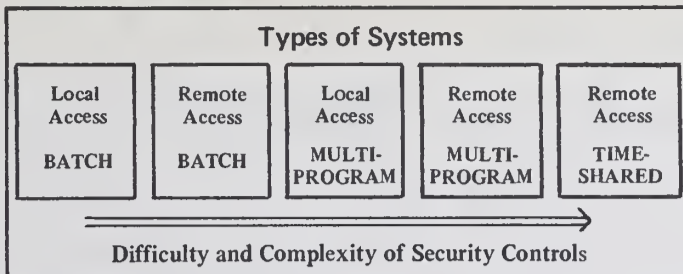 Types of Systems
Local
Access
BATCH
Remote
Access
BATCH
Local
Access
MULTI-
PROGRAM
Remote
Access
MULTI-
PROGRAM
Remote
Access
TIME-
SHARED
Difficulty and Complexity of Security Controls